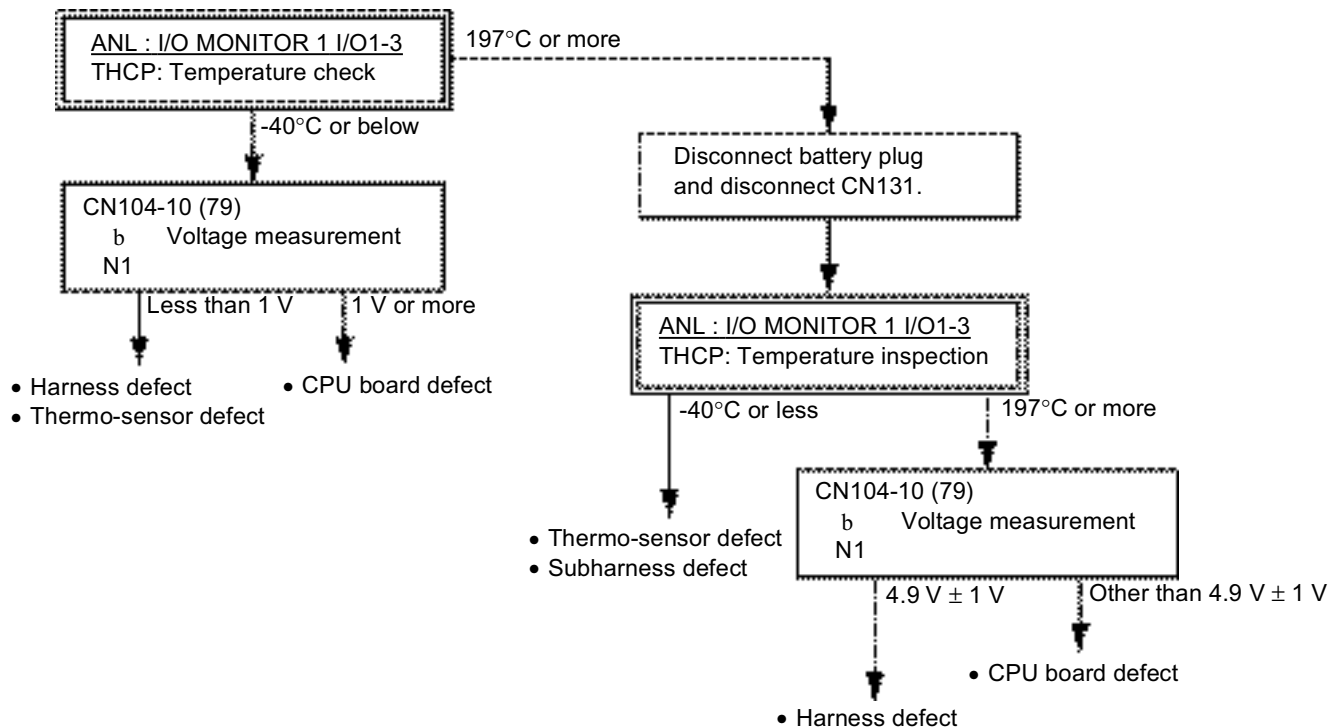 ANL : I/O MONITOR 1 I/O1-3
THCP: Temperature check
197°C or more
-40°C or below
CN104-10 (79)
b Voltage measurement
N1
Less than 1 V
1 V or more
• Harness defect
• Thermo-sensor defect
• CPU board defect
Disconnect battery plug
and disconnect CN131.
ANL : I/O MONITOR 1 I/O1-3
THCP: Temperature inspection
-40°C or less
197°C or more
• Thermo-sensor defect
• Subharness defect
CN104-10 (79)
b Voltage measurement
N1
4.9 V ± 1 V
Other than 4.9 V ± 1 V
• CPU board defect
• Harness defect